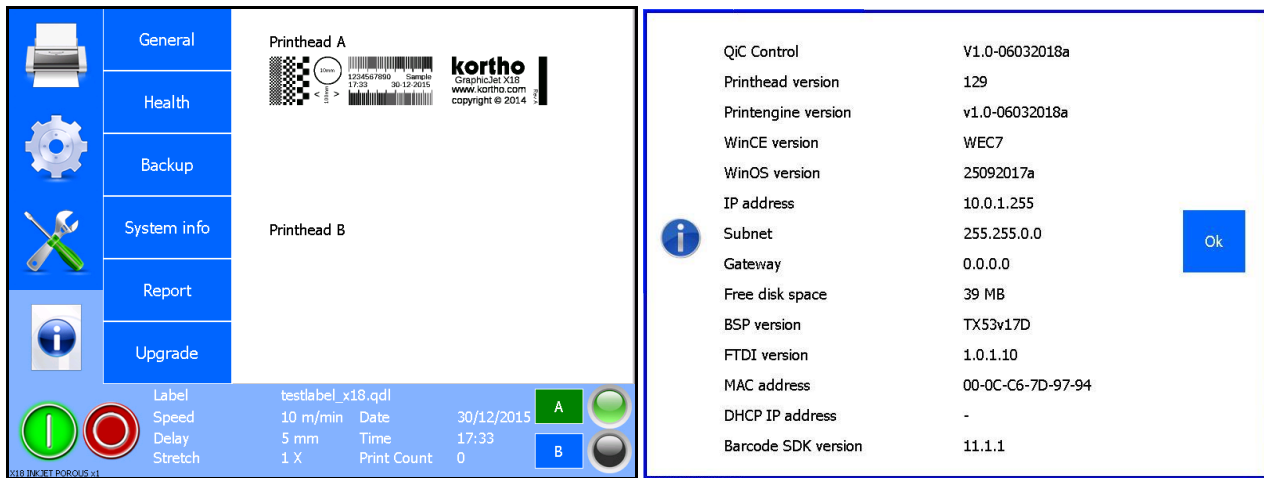 General
Health
Backup
System info
Report
Upgrade
Printhead A
10mm
100mm
1234567890 Sample
17:33 30-12-2015
kortho
GraphicJet X18
www.kortho.com
copyright © 2014
Rev A
Printhead B
Label testlabel_x18.qdl
Speed 10 m/min Date 30/12/2015
Delay 5 mm Time 17:33
Stretch 1 X Print Count 0
A
B
X18 INKJET POROUS x1
QiC Control V1.0-06032018a
Printhead version 129
Printengine version v1.0-06032018a
WinCE version WEC7
WinOS version 25092017a
IP address 10.0.1.255
Subnet 255.255.0.0
Gateway 0.0.0.0
Free disk space 39 MB
BSP version TX53v17D
FTDI version 1.0.1.10
MAC address 00-0C-C6-7D-97-94
DHCP IP address -
Barcode SDK version 11.1.1
Ok